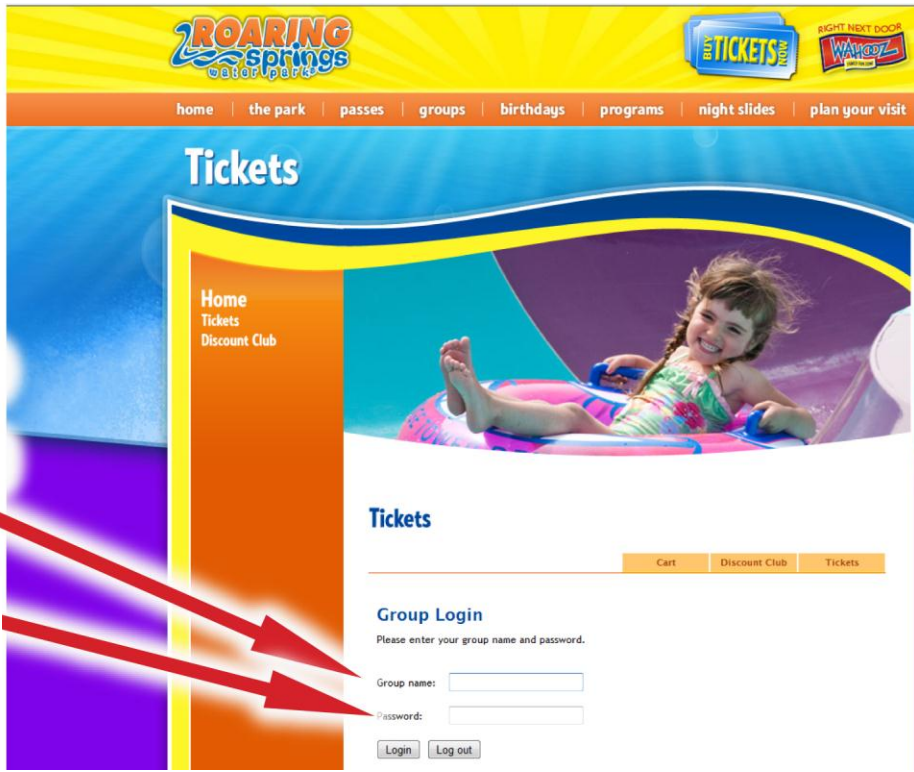 ROARING
Springs
water park
BUY TICKETS NOW
RIGHT NEXT DOOR
WAHOOZ
home | the park | passes | groups | birthdays | programs | night slides | plan your visit
Tickets
Home
Tickets
Discount Club
Tickets
Cart Discount Club Tickets
Group Login
Please enter your group name and password.
Group name:
Password:
Login Log out